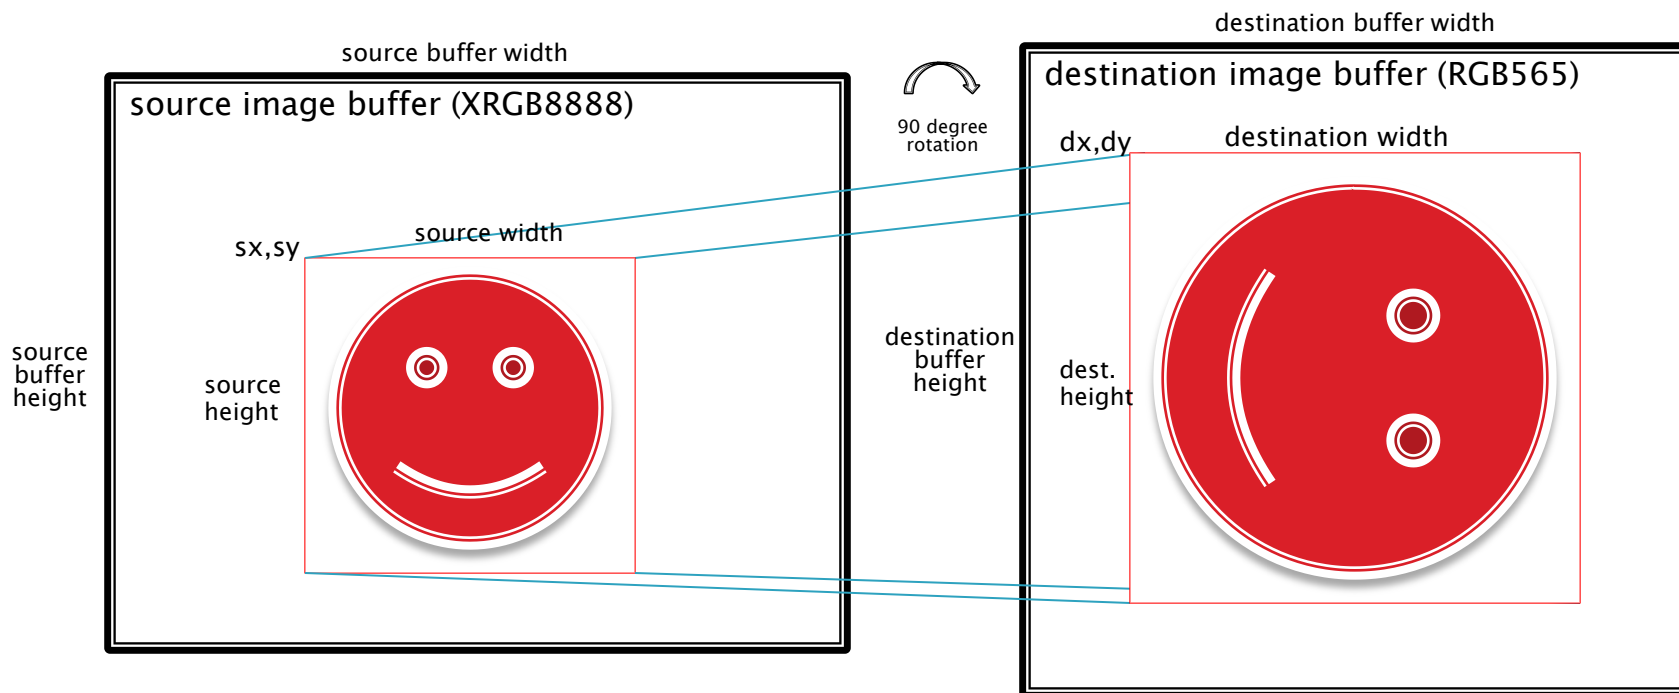 source buffer width
source image buffer (XRGB8888)
sx,sy
source width
source
buffer
height
source
height
90 degree
rotation
destination buffer width
destination image buffer (RGB565)
dx,dy
destination width
destination
buffer
height
dest.
height